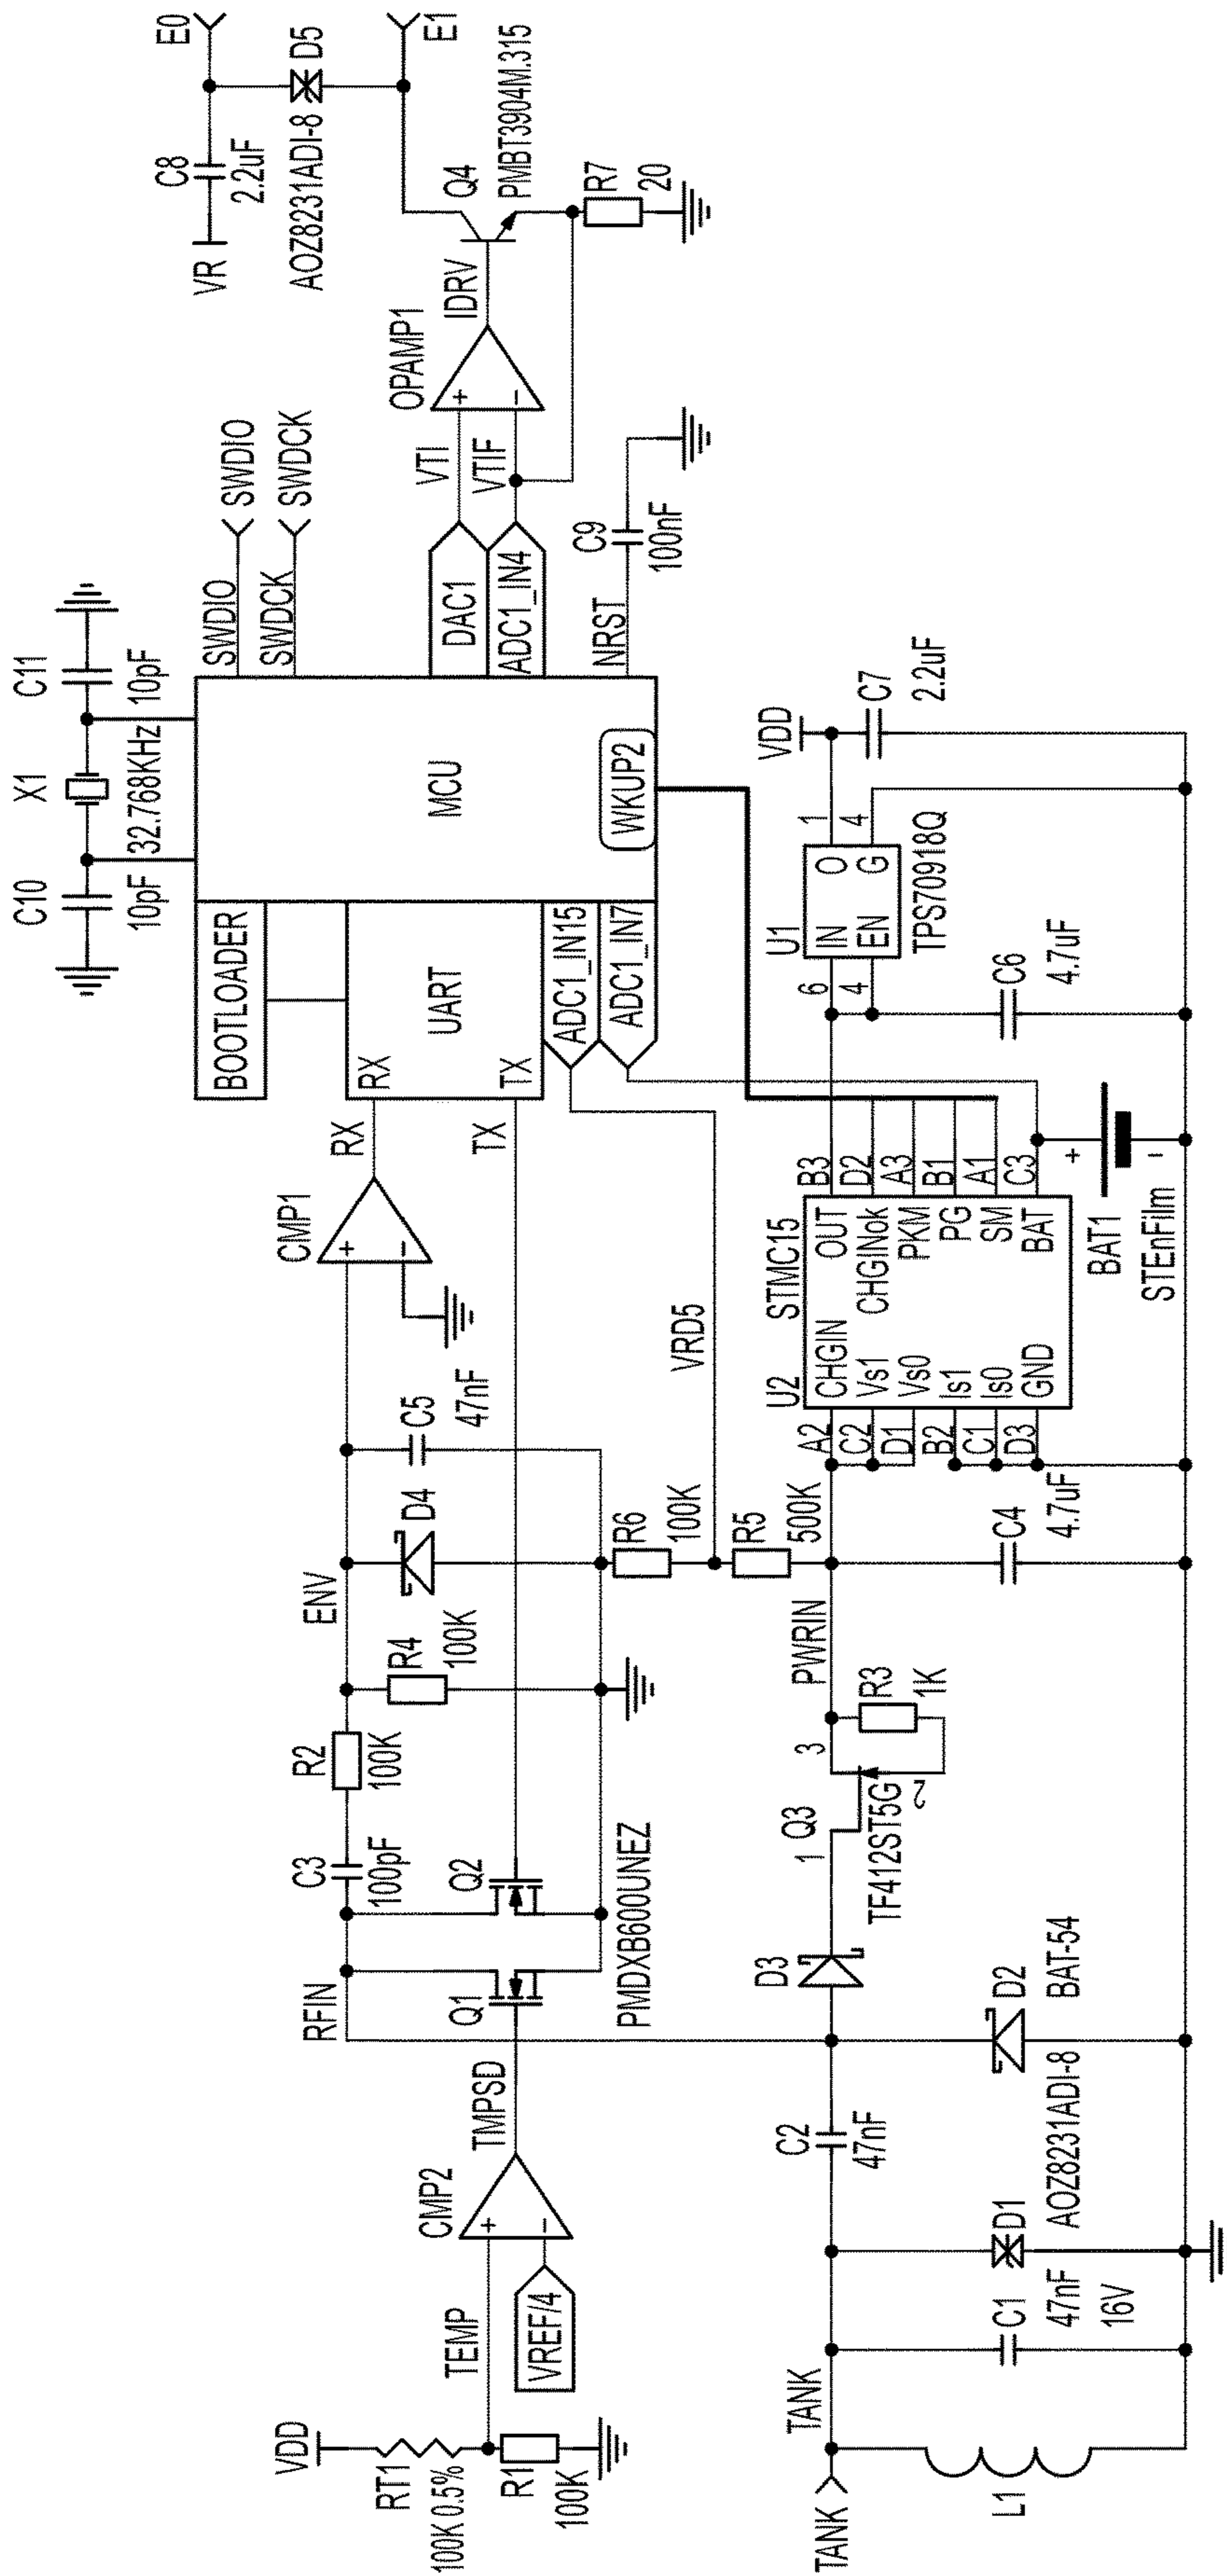 VDD
RT1
100K 0.5%
R1
100K
TEMP
VREF/4
CMP2
+
−
TMPSD
RFIN
Q1
Q2
PMDXB600UNEZ
C3
100pF
R2
100K
ENV
R4
100K
D4
C5
47nF
CMP1
+
−
RX
TX
RX
TX
UART
BOOTLOADER
ADC1_IN15
ADC1_IN7
MCU
WKUP2
C10
10pF
X1
32.768KHz
C11
10pF
SWDIO
SWDIO
SWDCK
SWDCK
DAC1
ADC1_IN4
VTI
VTIF
OPAMP1
+
−
IDRV
Q4
PMBT3904M.315
R7
20
VR
C8
2.2uF
AOZ8231ADI-8
D5
E0
E1
NRST
C9
100nF
R6
100K
VRD5
R5
500K
TANK
TANK
L1
C1
47nF
16V
D1
AOZ8231ADI-8
C2
47nF
D2
BAT-54
D3
1
Q3
TF412ST5G
2
3
R3
1K
PWRIN
C4
4.7uF
U2
STMC15
A2
C2
D1
B2
C1
D3
CHGIN
Vs1
Vs0
Is1
Is0
GND
OUT
CHGINok
PKM
PG
SM
BAT
B3
D2
A3
B1
A1
C3
BAT1
STEnFilm
+
-
C6
4.7uF
U1
6
4
IN
EN
O
G
1
4
TPS70918Q
VDD
C7
2.2uF